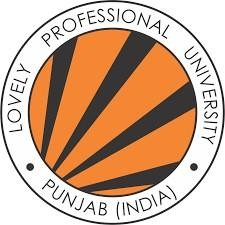 LOVELY PROFESSIONAL UNIVERSITY
PUNJAB (INDIA)